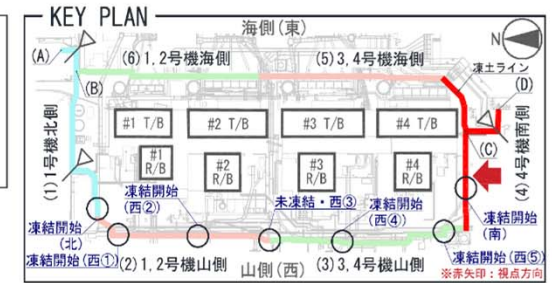 KEY PLAN
海側(東)
N
(A)
(B)
(6)1,2号機海側
(5)3,4号機海側
凍土ライン
(D)
(1)1号機北側
#1 T/B
#2 T/B
#3 T/B
#4 T/B
(C)
(4)4号機南側
#1
R/B
#2
R/B
#3
R/B
#4
R/B
凍結開始
(西②)
未凍結・西③
凍結開始
(西④)
凍結開始
(北)
凍結開始
(南)
凍結開始(西①)
(2)1,2号機山側
山側(西)
(3)3,4号機山側
凍結開始(西⑤)
※赤矢印：視点方向